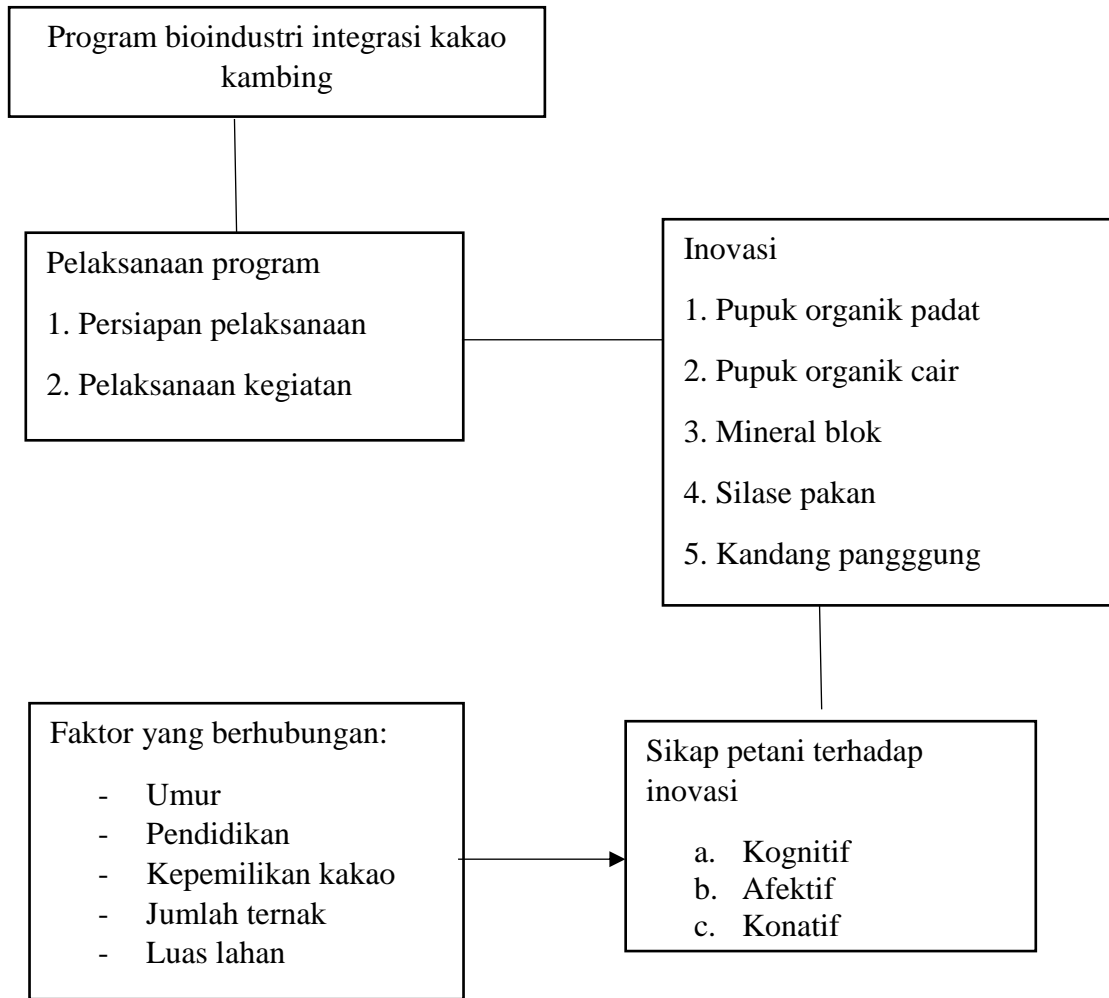 Program bioindustri integrasi kakao
kambing
Pelaksanaan program
1. Persiapan pelaksanaan
2. Pelaksanaan kegiatan
Inovasi
1. Pupuk organik padat
2. Pupuk organik cair
3. Mineral blok
4. Silase pakan
5. Kandang pangggung
Faktor yang berhubungan:
- Umur
- Pendidikan
- Kepemilikan kakao
- Jumlah ternak
- Luas lahan
Sikap petani terhadap
inovasi
a. Kognitif
b. Afektif
c. Konatif